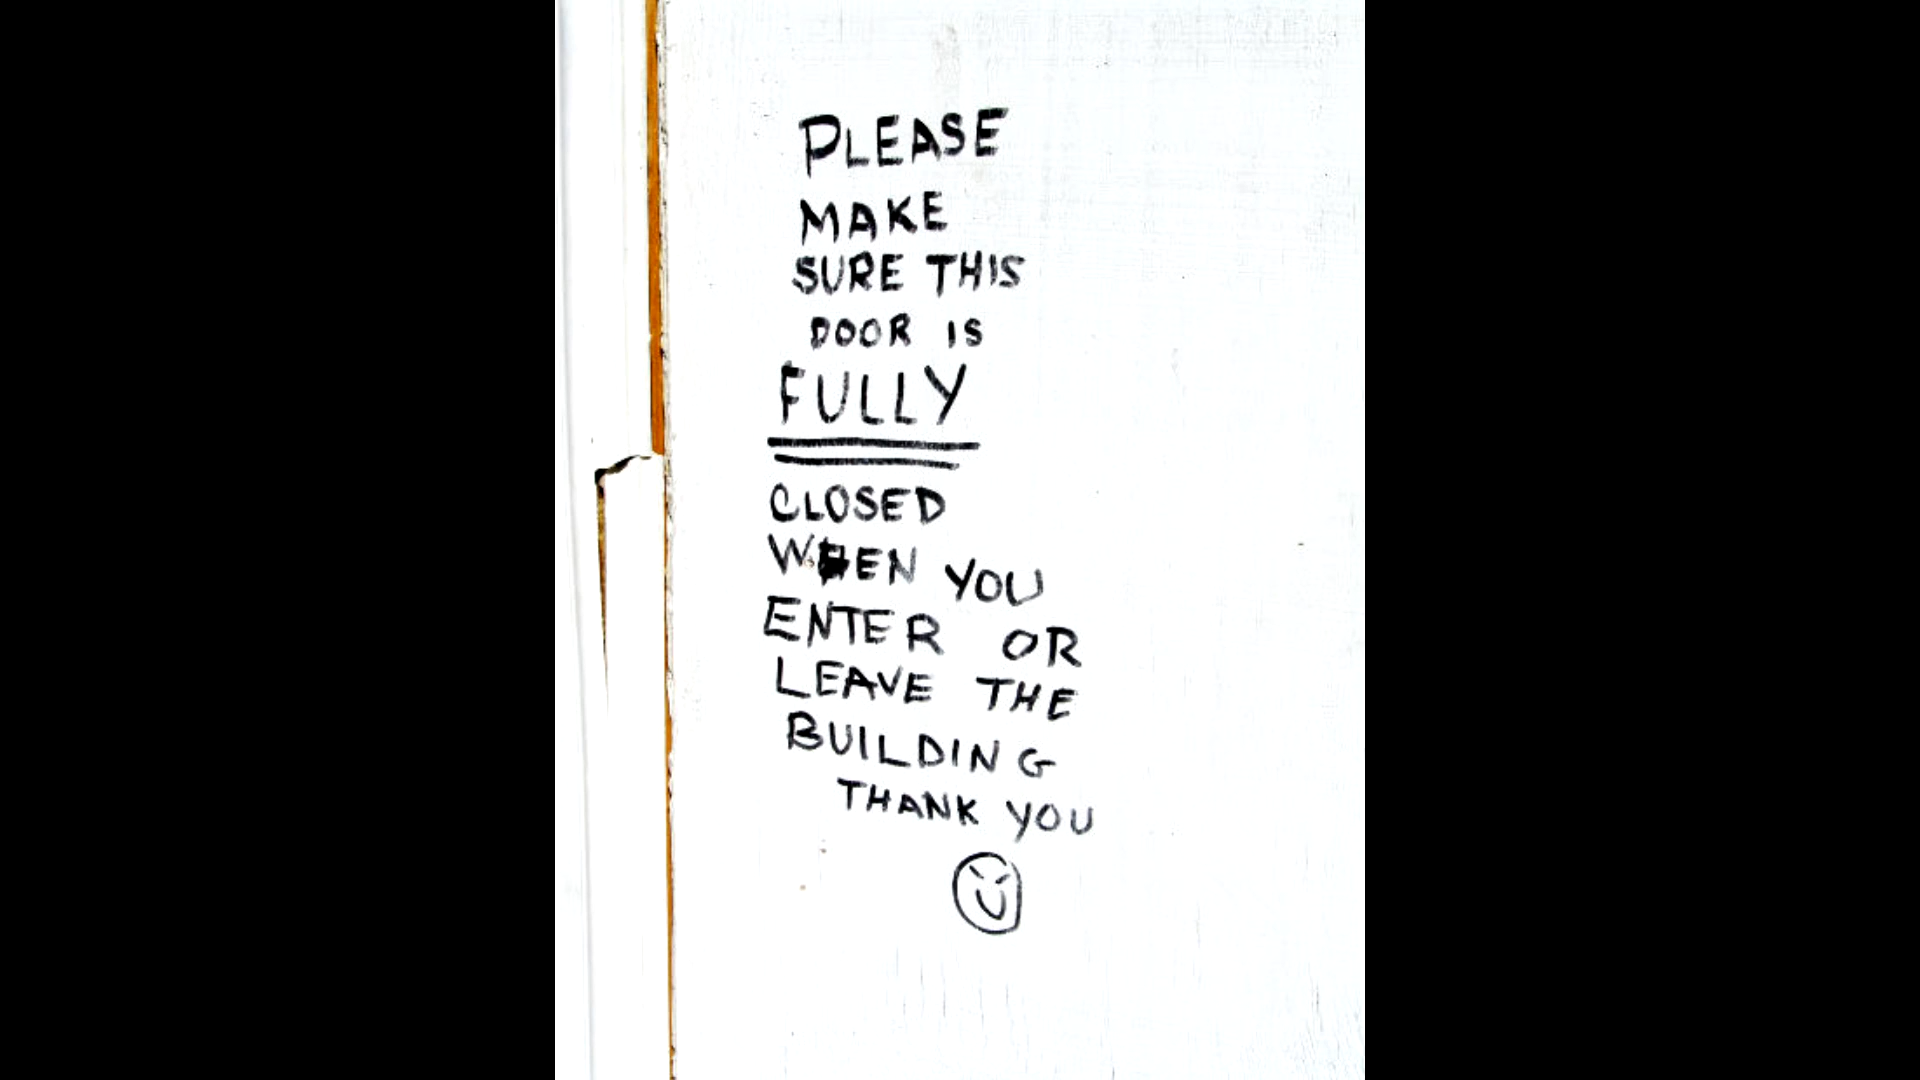 PLEASE
MAKE
SURE THIS
DOOR IS
FULLY
CLOSED
WHEN YOU
ENTER OR
LEAVE THE
BUILDING
THANK YOU